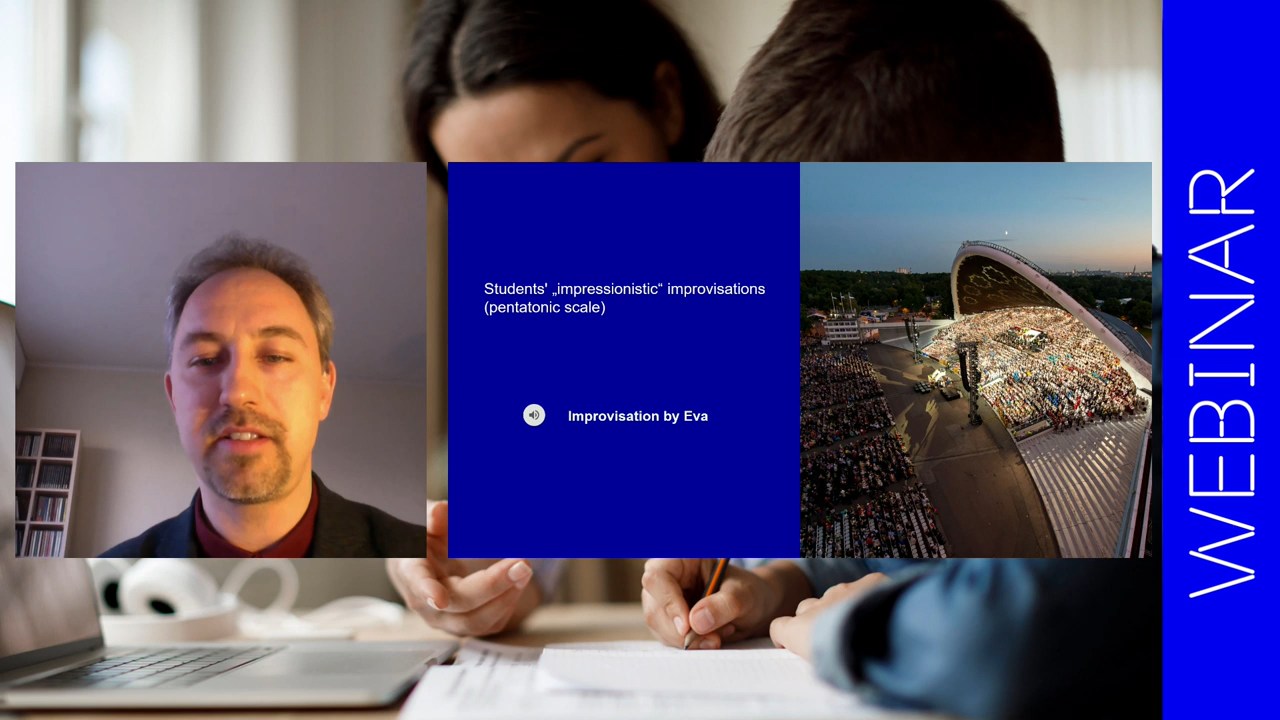 Students' „impressionistic“ improvisations
(pentatonic scale)
Improvisation by Eva
WEBINAR